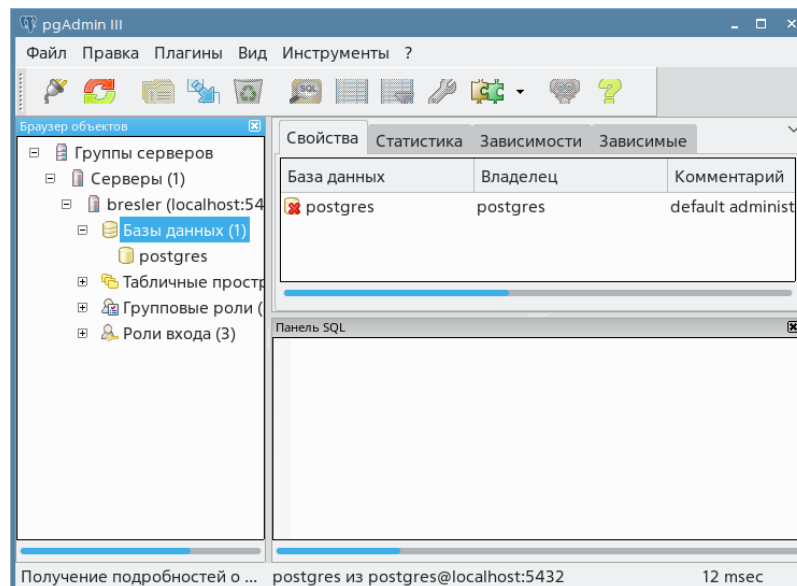 pgAdmin III
Файл Правка Плагины Вид Инструменты ?
SQL
Браузер объектов
Группы серверов
Серверы (1)
bresler (localhost:54
Базы данных (1)
postgres
Табличные простр
Групповые роли (
Роли входа (3)
Свойства Статистика Зависимости Зависимые
База данных Владелец Комментарий
postgres postgres default administ
Панель SQL
Получение подробностей о ... postgres из postgres@localhost:5432 12 msec